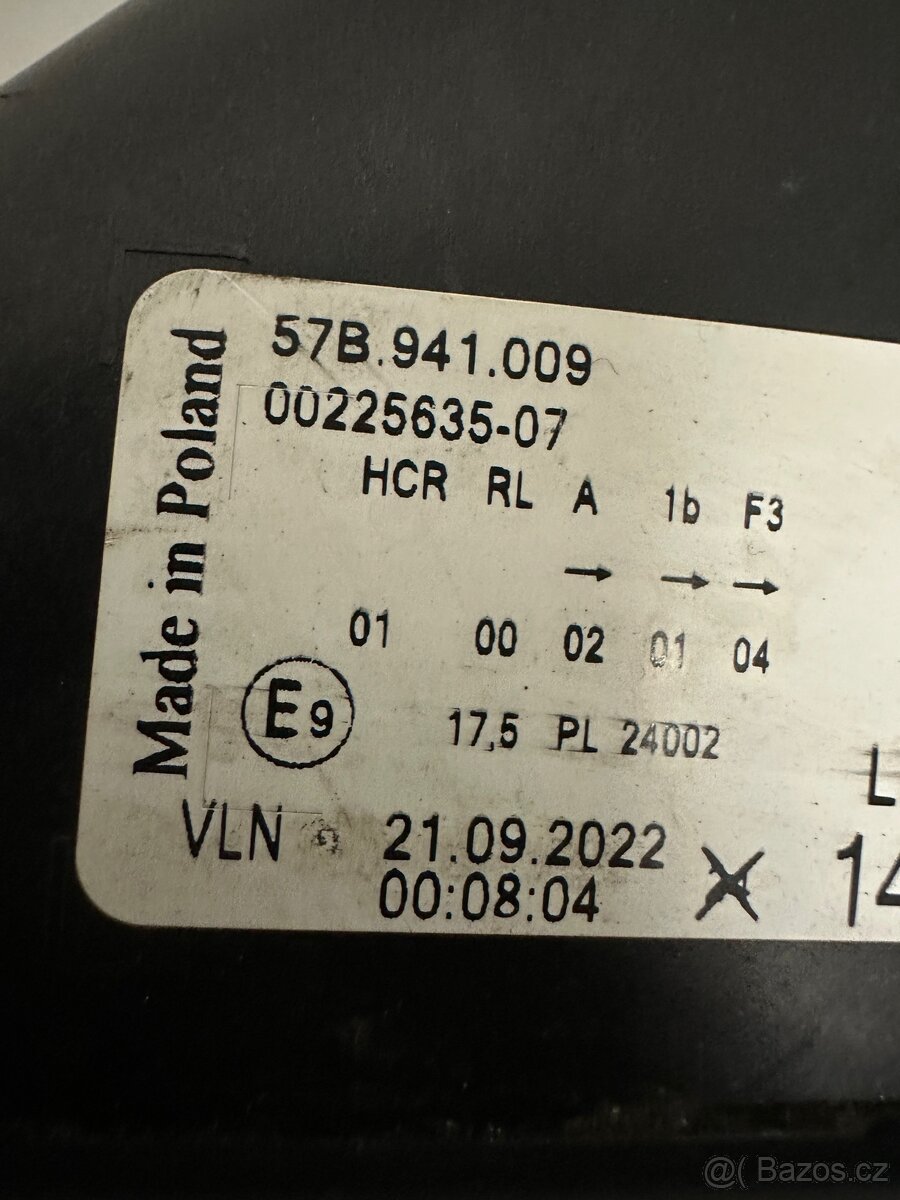 Made in Poland
57B.941.009
00225635-07
HCR RL A 1b F3
→ → →
01 00 02 01 04
E9 17,5 PL 24002
L
VLN 21.09.2022
00:08:04 14
@( Bazos.cz